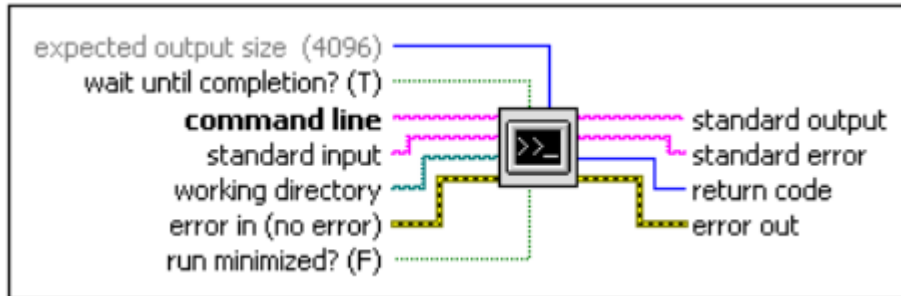 expected output size (4096)
wait until completion? (T)
command line
standard input
working directory
error in (no error)
run minimized? (F)
>>_
standard output
standard error
return code
error out